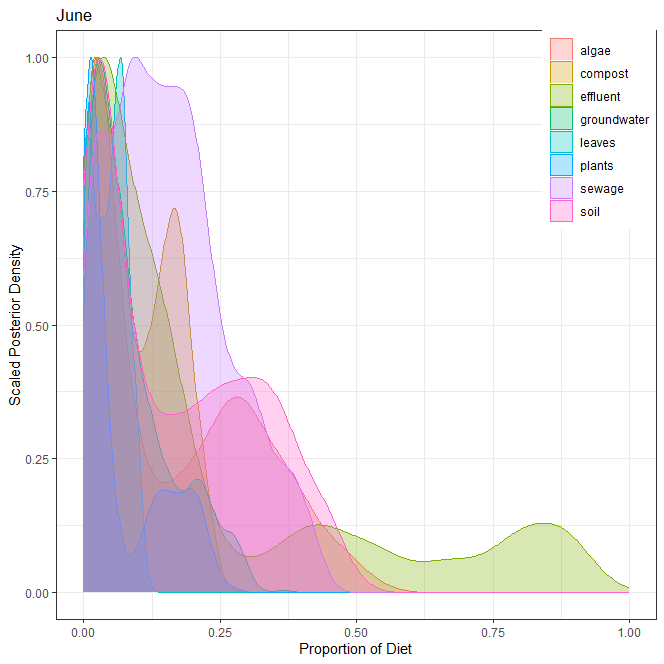 June
algae
compost
effluent
groundwater
leaves
plants
sewage
soil
Scaled Posterior Density
1.00
0.75
0.50
0.25
0.00
0.00 0.25 0.50 0.75 1.00
Proportion of Diet